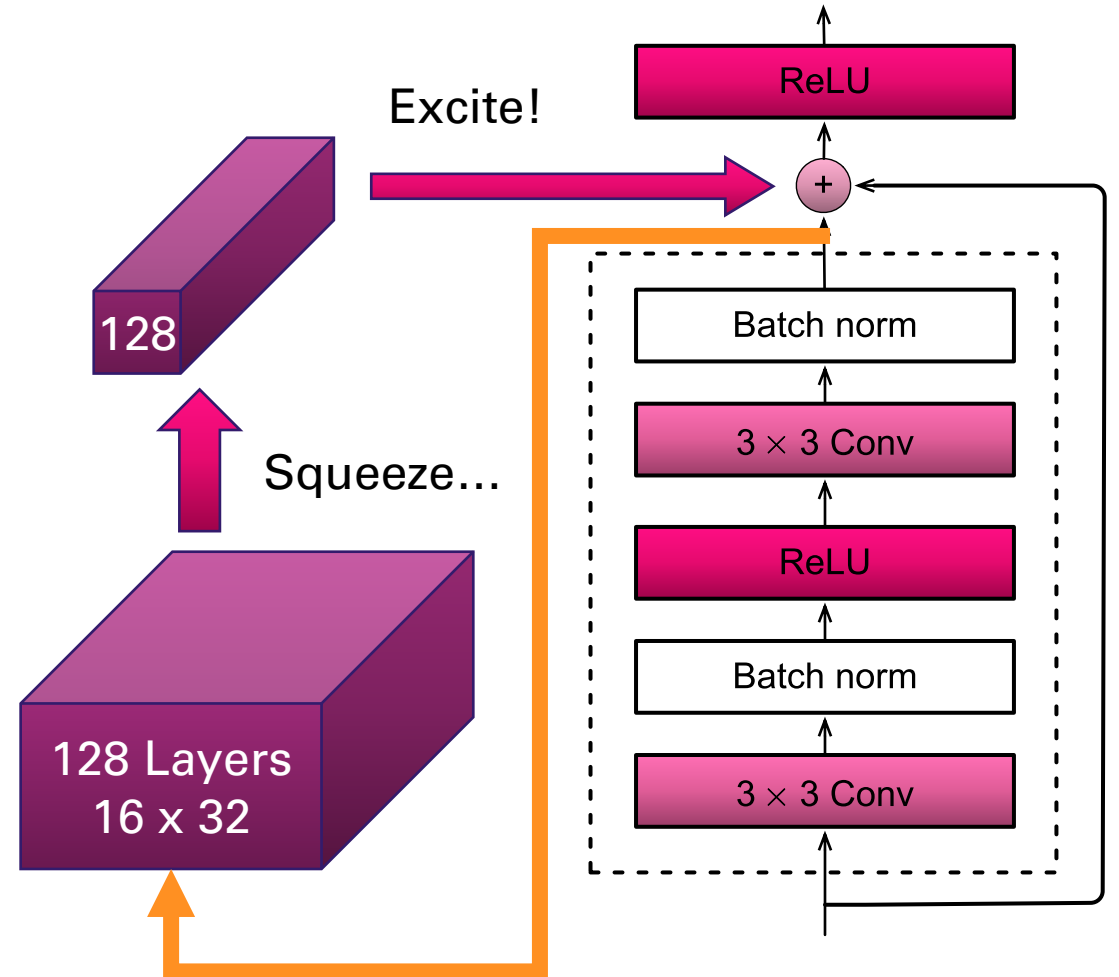 ReLU
Excite!
+
128
Batch norm
3 × 3 Conv
Squeeze...
ReLU
Batch norm
128 Layers
16 x 32
3 × 3 Conv